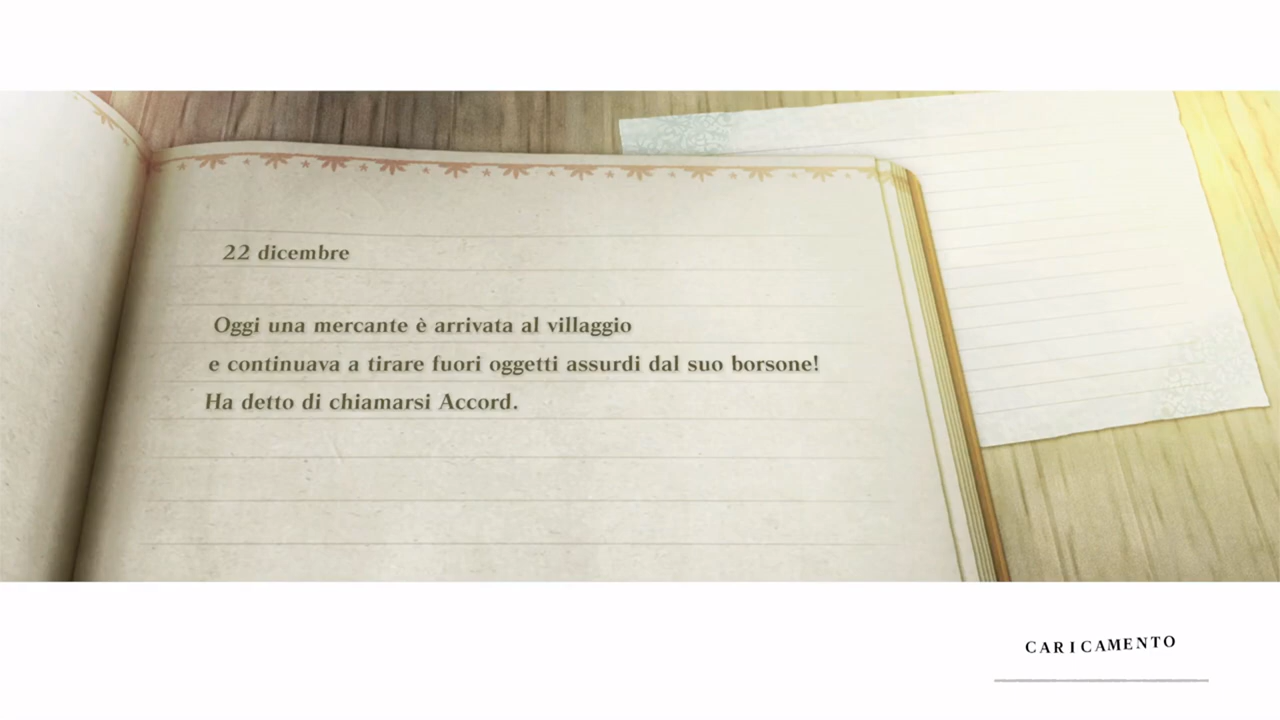 22 dicembre
Oggi una mercante è arrivata al villaggio
e continuava a tirare fuori oggetti assurdi dal suo borsone!
Ha detto di chiamarsi Accord.
CARICAMENTO